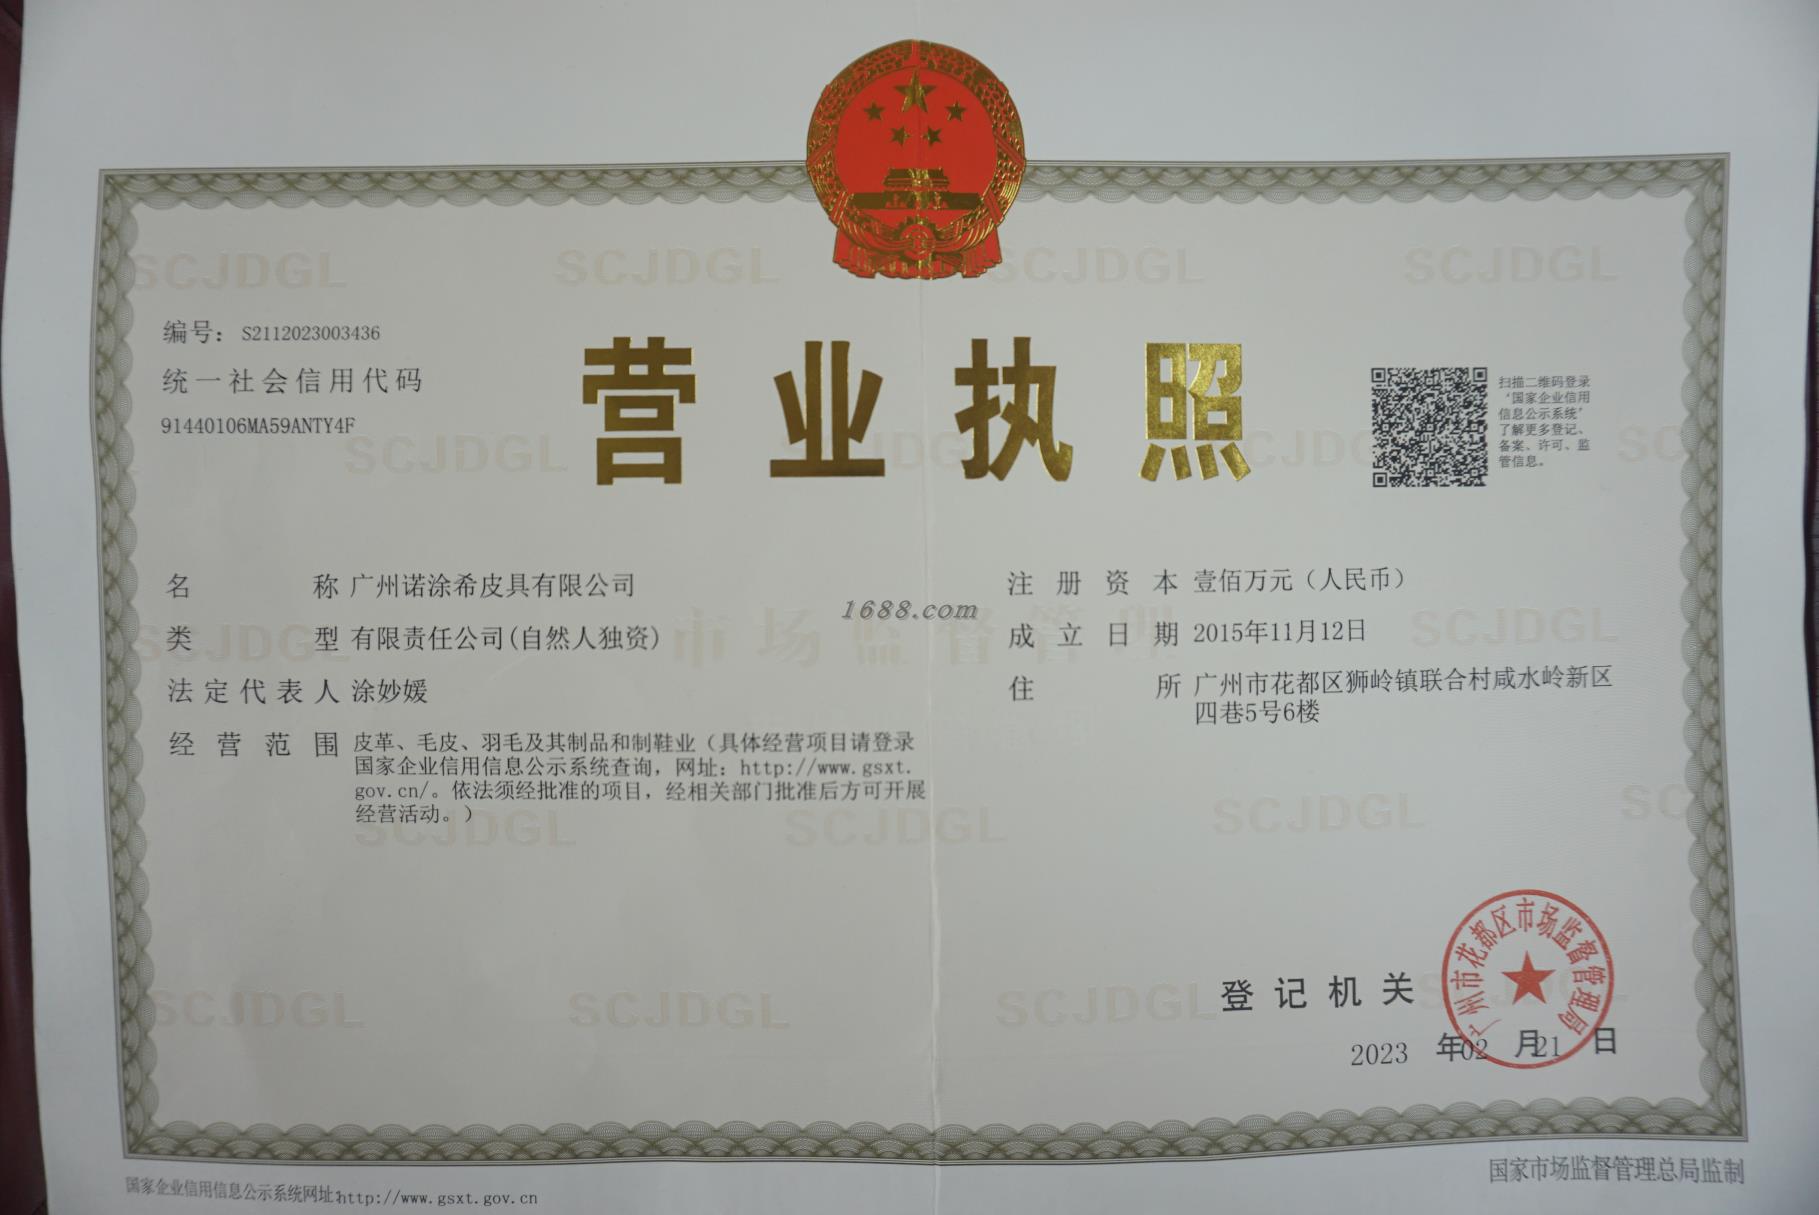 编号：S2112023003436
统一社会信用代码
91440106MA59ANTY4F
营业执照
扫描二维码登录
‘国家企业信用
信息公示系统’
了解更多登记、
备案、许可、监
管信息。
名称 广州诺涂希皮具有限公司
类型 有限责任公司(自然人独资)
法定代表人 涂妙媛
经营范围 皮革、毛皮、羽毛及其制品和制鞋业（具体经营项目请登录
国家企业信用信息公示系统查询，网址：http://www.gsxt.
gov.cn/。依法须经批准的项目，经相关部门批准后方可开展
经营活动。）
1688.com
注册资本 壹佰万元（人民币）
成立日期 2015年11月12日
住所 广州市花都区狮岭镇联合村咸水岭新区
四巷5号6楼
SCJDGL
市场监督管理
登记机关
广州市花都区市场监督管理局
2023 年02 月21 日
国家企业信用信息公示系统网址:http://www.gsxt.gov.cn
国家市场监督管理总局监制